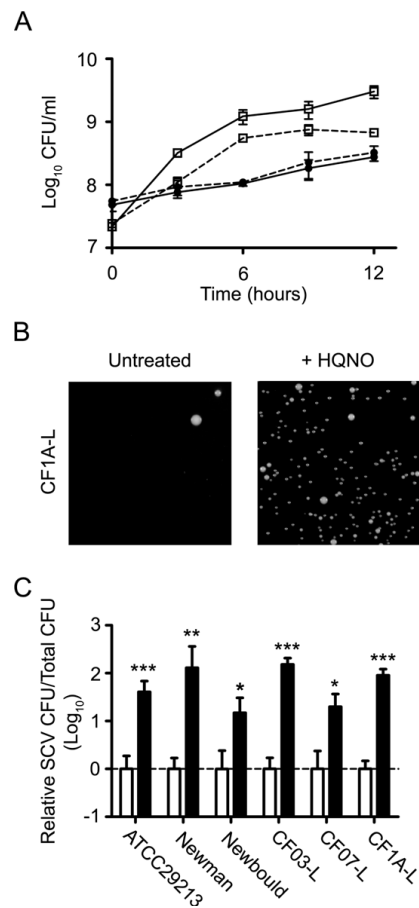 A
Log10 CFU/ml
10
9
8
7
0
6
12
Time (hours)
B
Untreated
+ HQNO
CF1A-L
C
Relative SCV CFU/Total CFU
(Log10)
3
2
1
0
-1
***
**
*
***
*
***
ATCC29213
Newman
Newbould
CF03-L
CF07-L
CF1A-L